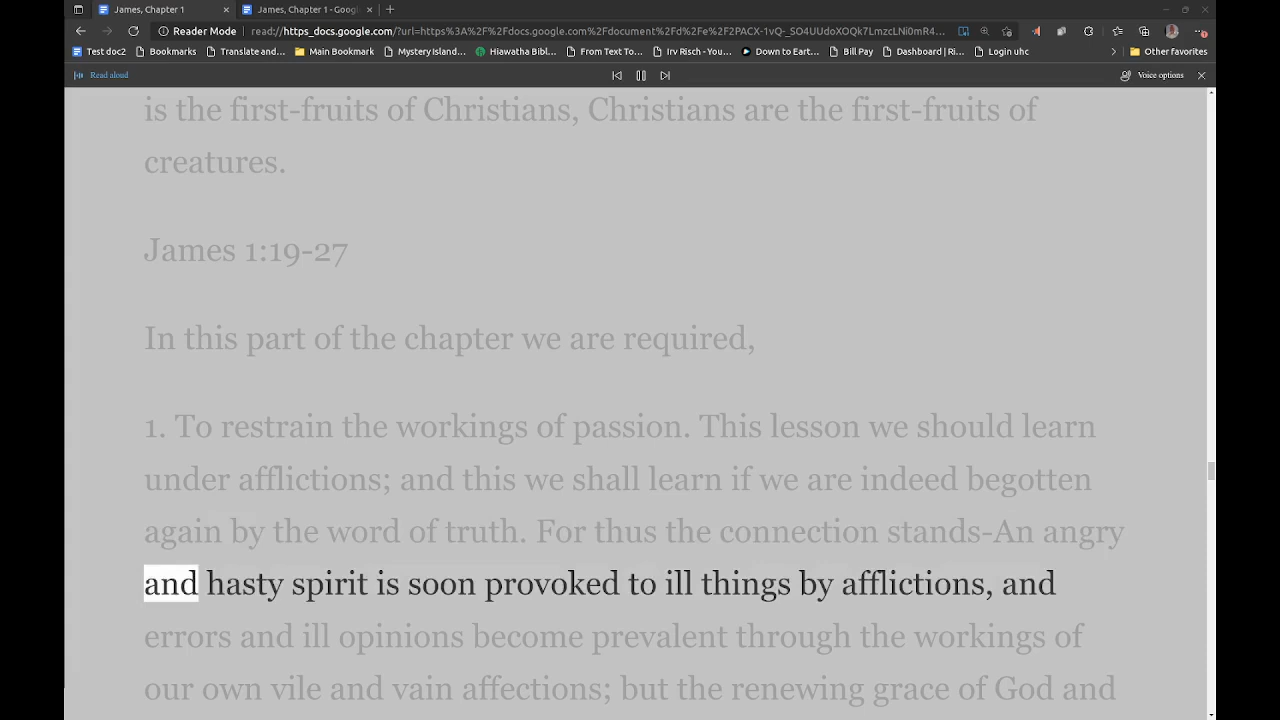 James, Chapter 1
James, Chapter 1 - Googl
Reader Mode
read://https_docs.google.com/?url=https%3A%2F%2Fdocs.google.com%2Fdocument%2Fd%2Fe%2F2PACX-1vQ-_SO4UUdoXOQk7LmzcLNi0mR4...
Test doc2
Bookmarks
Translate and...
Main Bookmark
Mystery Island...
Hiawatha Bibl...
From Text To...
Irv Risch - You...
Down to Eart...
Bill Pay
Dashboard | Ri...
Login uhc
Other favorites
Read aloud
Voice options
is the first-fruits of Christians, Christians are the first-fruits of
creatures.
James 1:19-27
In this part of the chapter we are required,
1. To restrain the workings of passion. This lesson we should learn
under afflictions; and this we shall learn if we are indeed begotten
again by the word of truth. For thus the connection stands-An angry
and hasty spirit is soon provoked to ill things by afflictions, and
errors and ill opinions become prevalent through the workings of
our own vile and vain affections; but the renewing grace of God and